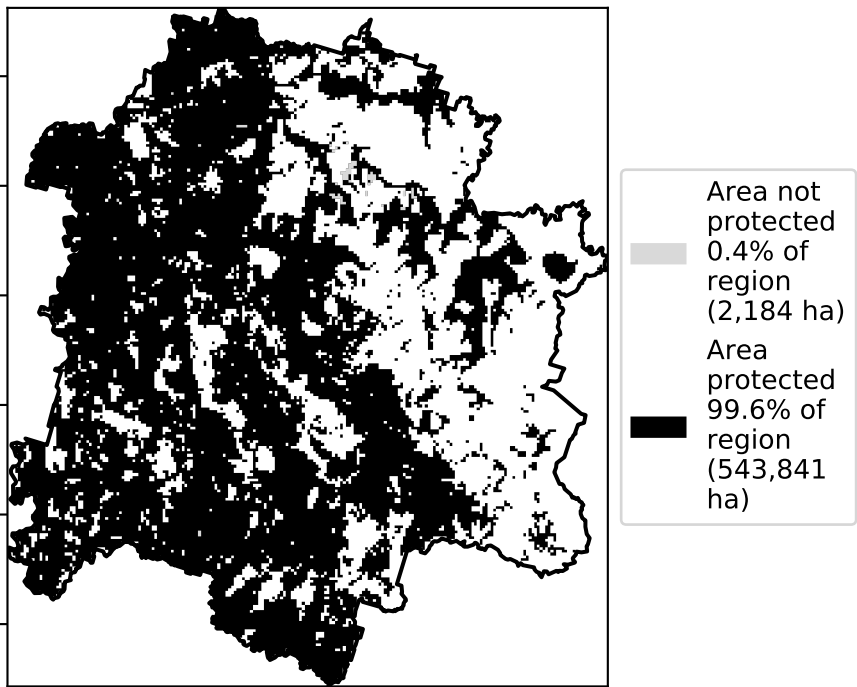 Area not
protected
0.4% of
region
(2,184 ha)
Area
protected
99.6% of
region
(543,841
ha)